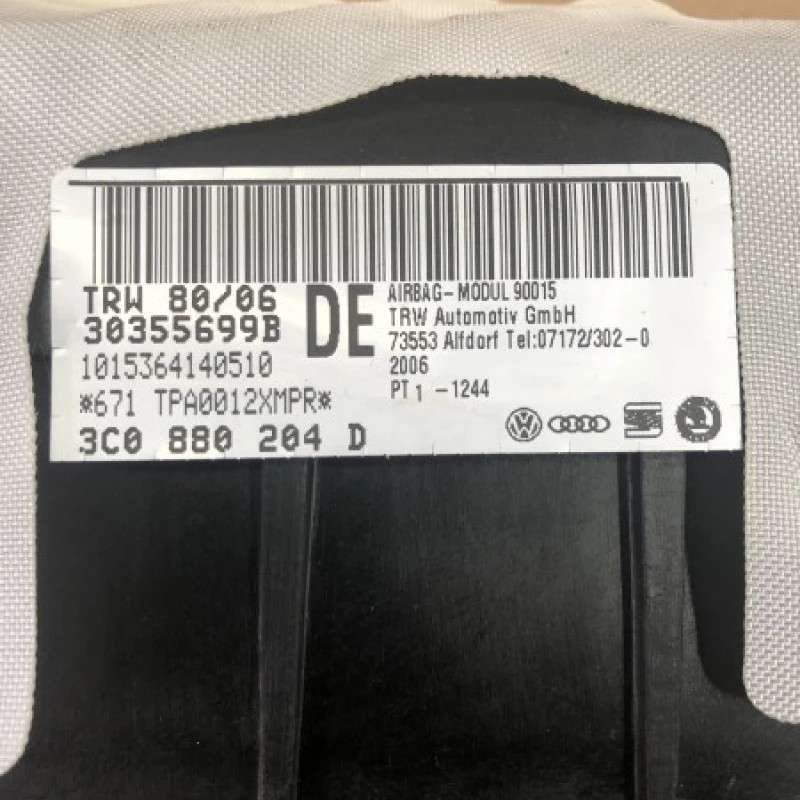 TRW 80/06
30355699B
1015364140510
*671 TPA0012XMPR*
3C0 880 204 D
DE
AIRBAG-MODUL 90015
TRW Automotiv GmbH
73553 Alfdorf Tel:07172/302-0
2006
PT 1 -1244